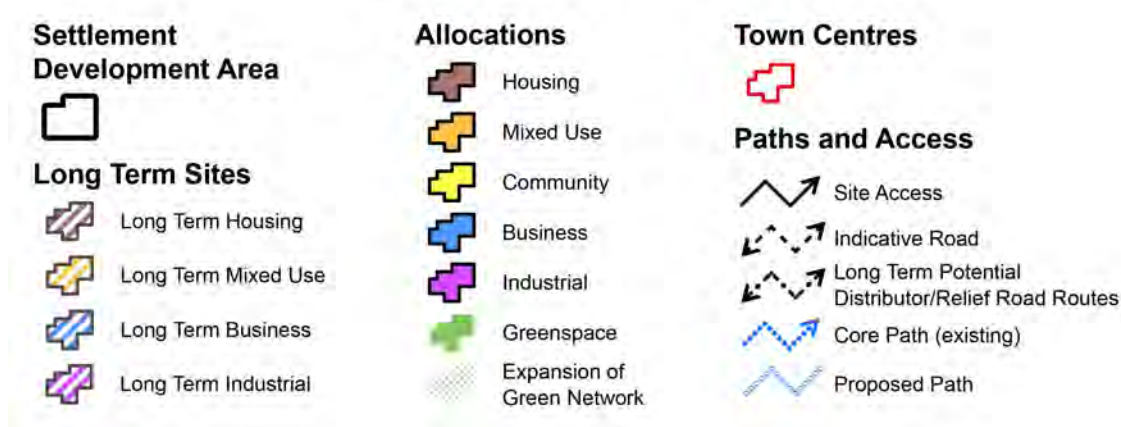 Settlement
Development Area
Long Term Sites
Long Term Housing
Long Term Mixed Use
Long Term Business
Long Term Industrial
Allocations
Housing
Mixed Use
Community
Business
Industrial
Greenspace
Expansion of
Green Network
Town Centres
Paths and Access
Site Access
Indicative Road
Long Term Potential
Distributor/Relief Road Routes
Core Path (existing)
Proposed Path